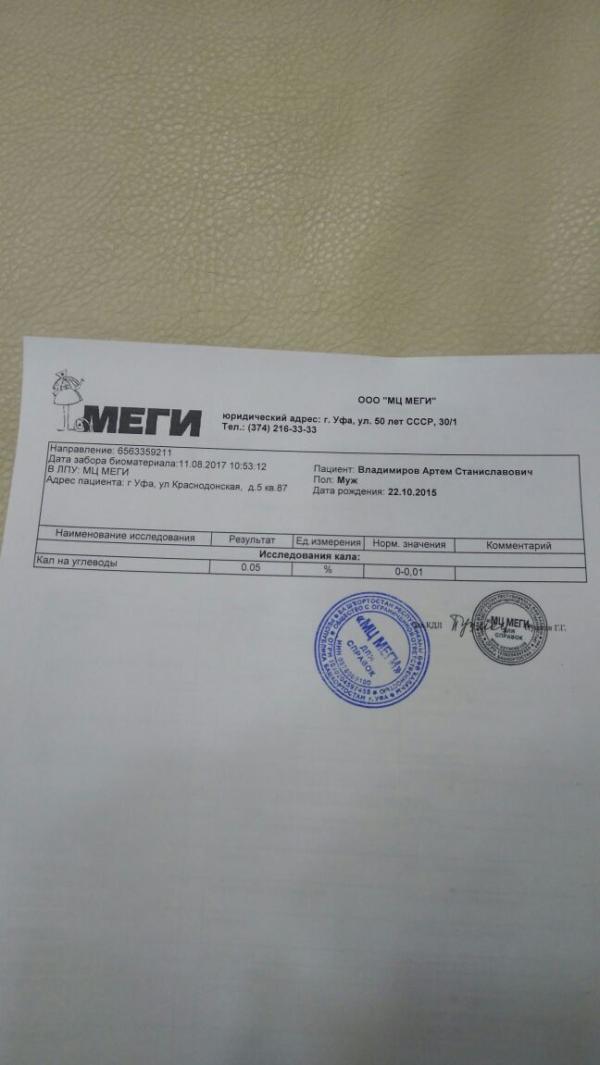 ООО "МЦ МЕГИ"
МЕГИ
юридический адрес: г. Уфа, ул. 50 лет СССР, 30/1
Тел.: (374) 216-33-33
Направление: 6563359211
Дата забора биоматериала:11.08.2017 10:53:12
В ЛПУ: МЦ МЕГИ
Адрес пациента: г Уфа, ул Краснодонская, д.5 кв.87
Пациент: Владимиров Артем Станиславович
Пол: Муж
Дата рождения: 22.10.2015
Наименование исследования Результат Ед.измерения Норм. значения Комментарий
Исследования кала:
Кал на углеводы 0.05 % 0-0,01
«МЦ МЕГИ»
ДЛЯ
СПРАВОК
КДЛ
МЦ МЕГИ
ДЛЯ
СПРАВОК
Г.Г.